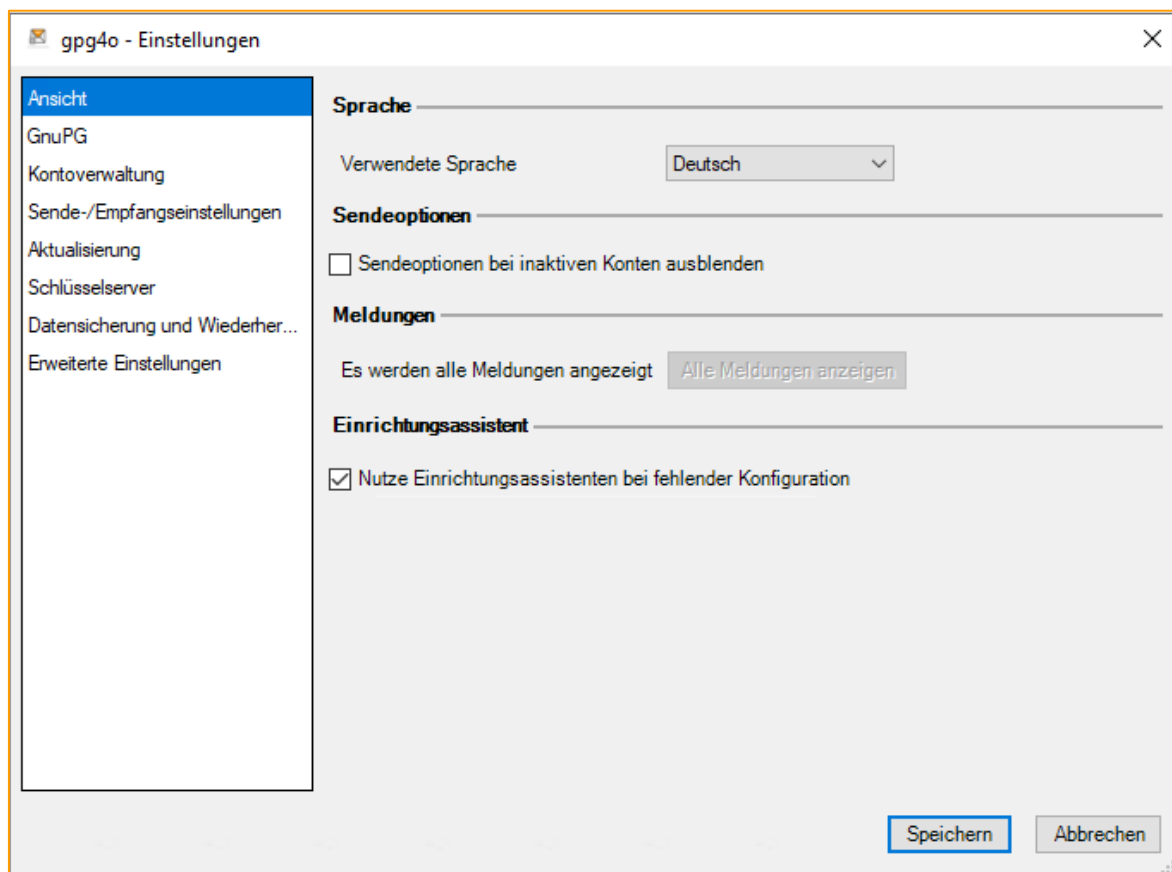 gpg4o - Einstellungen
Ansicht
GnuPG
Kontoverwaltung
Sende-/Empfangseinstellungen
Aktualisierung
Schlüsselserver
Datensicherung und Wiederher...
Erweiterte Einstellungen
Sprache
Verwendete Sprache Deutsch
Sendeoptionen
Sendeoptionen bei inaktiven Konten ausblenden
Meldungen
Es werden alle Meldungen angezeigt Alle Meldungen anzeigen
Einrichtungsassistent
Nutze Einrichtungsassistenten bei fehlender Konfiguration
Speichern Abbrechen